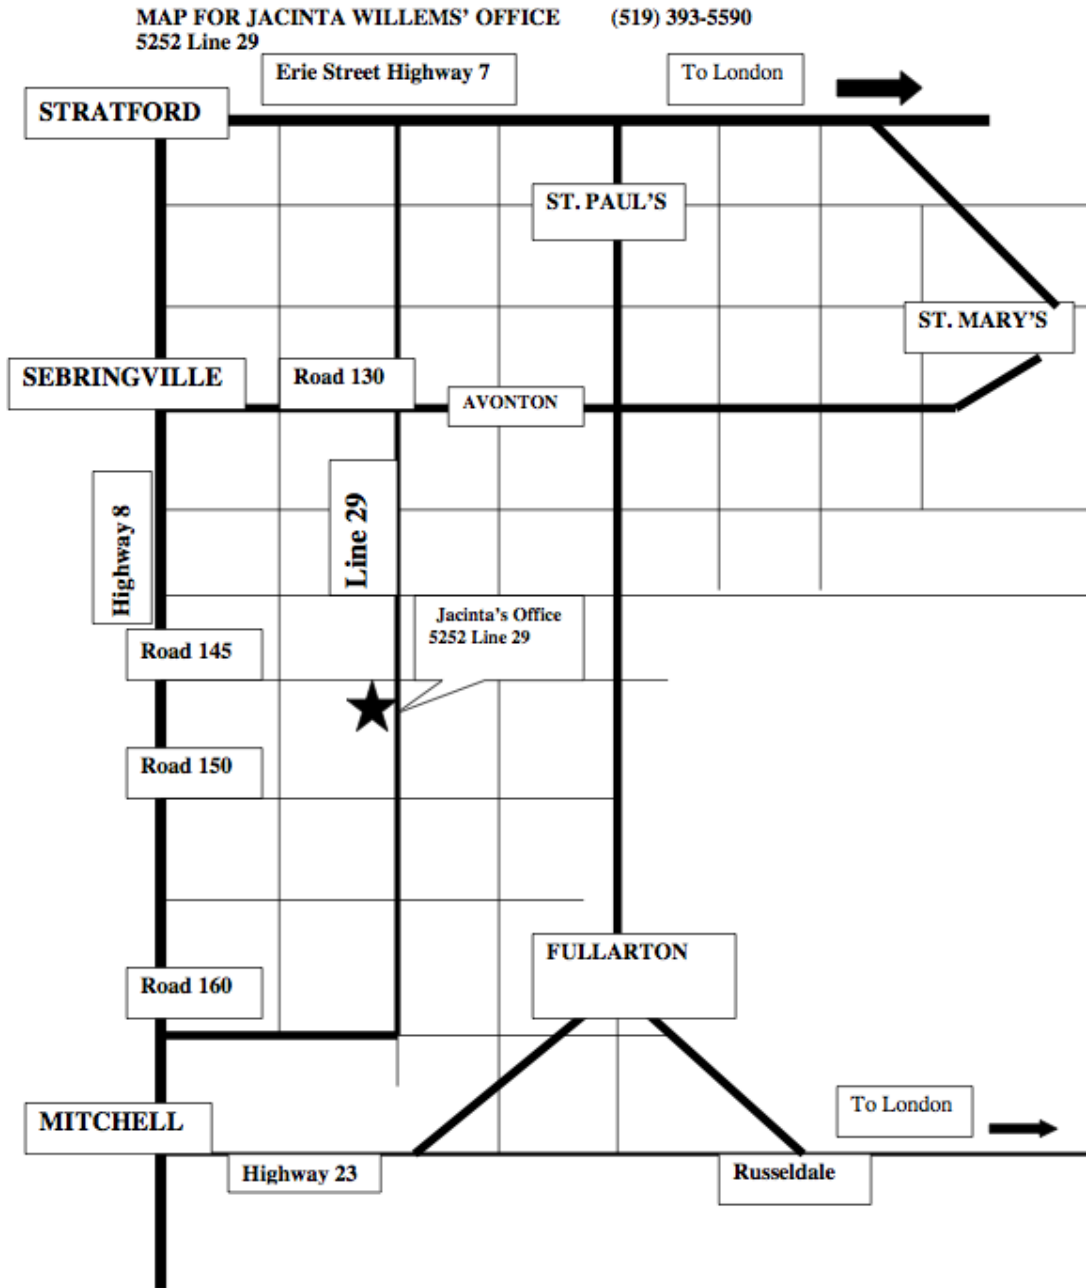 MAP FOR JACINTA WILLEMS' OFFICE (519) 393-5590
5252 Line 29
Erie Street Highway 7
To London
STRATFORD
ST. PAUL'S
ST. MARY'S
SEBRINGVILLE
Road 130
AVONTON
Highway 8
Line 29
Jacinta's Office
5252 Line 29
Road 145
Road 150
FULLARTON
Road 160
MITCHELL
To London
Highway 23
Russeldale